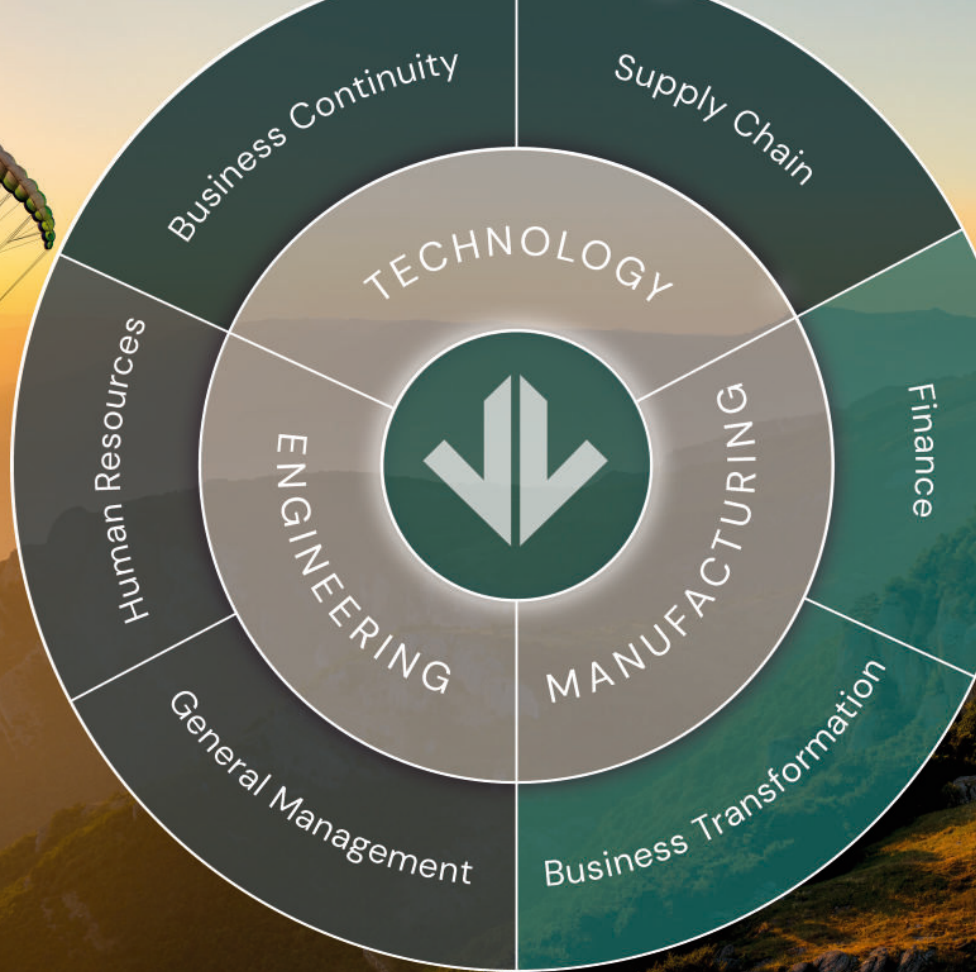 Business Continuity
Supply Chain
TECHNOLOGY
Human Resources
ENGINEERING
MANUFACTURING
Finance
General Management
Business Transformation